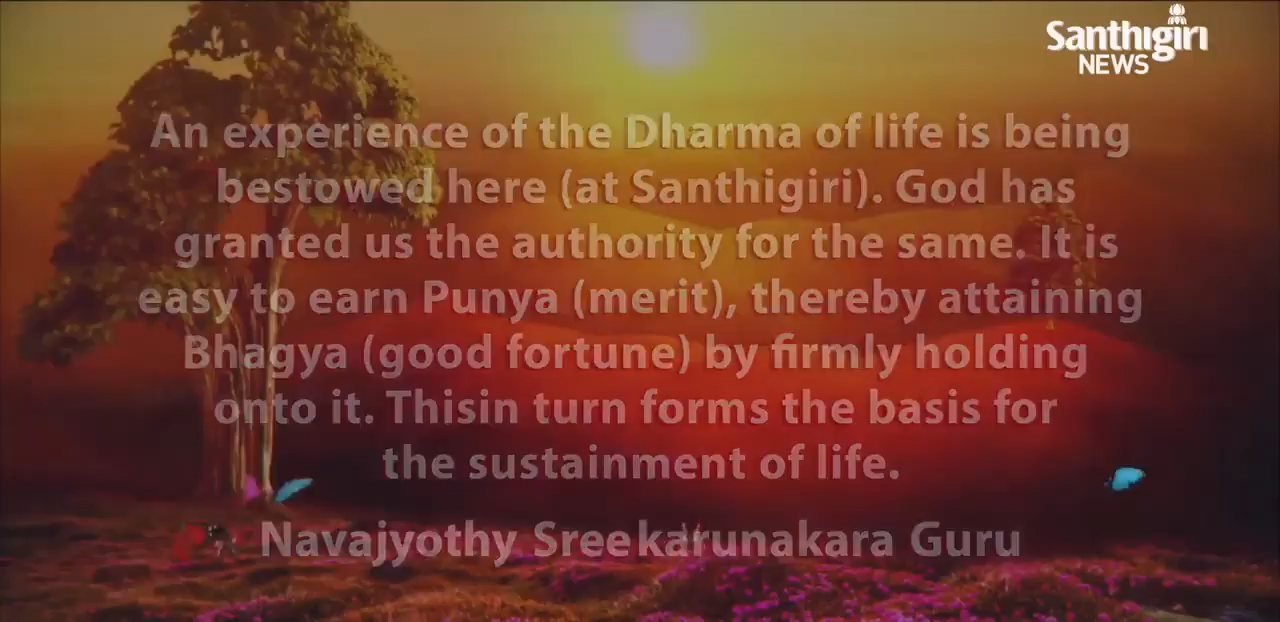 Santhigiri
NEWS
An experience of the Dharma of life is being
bestowed here (at Santhigiri). God has
granted us the authority for the same. It is
easy to earn Punya (merit), thereby attaining
Bhagya (good fortune) by firmly holding
onto it. Thisin turn forms the basis for
the sustainment of life.
Navajyothy Sreekarunakara Guru